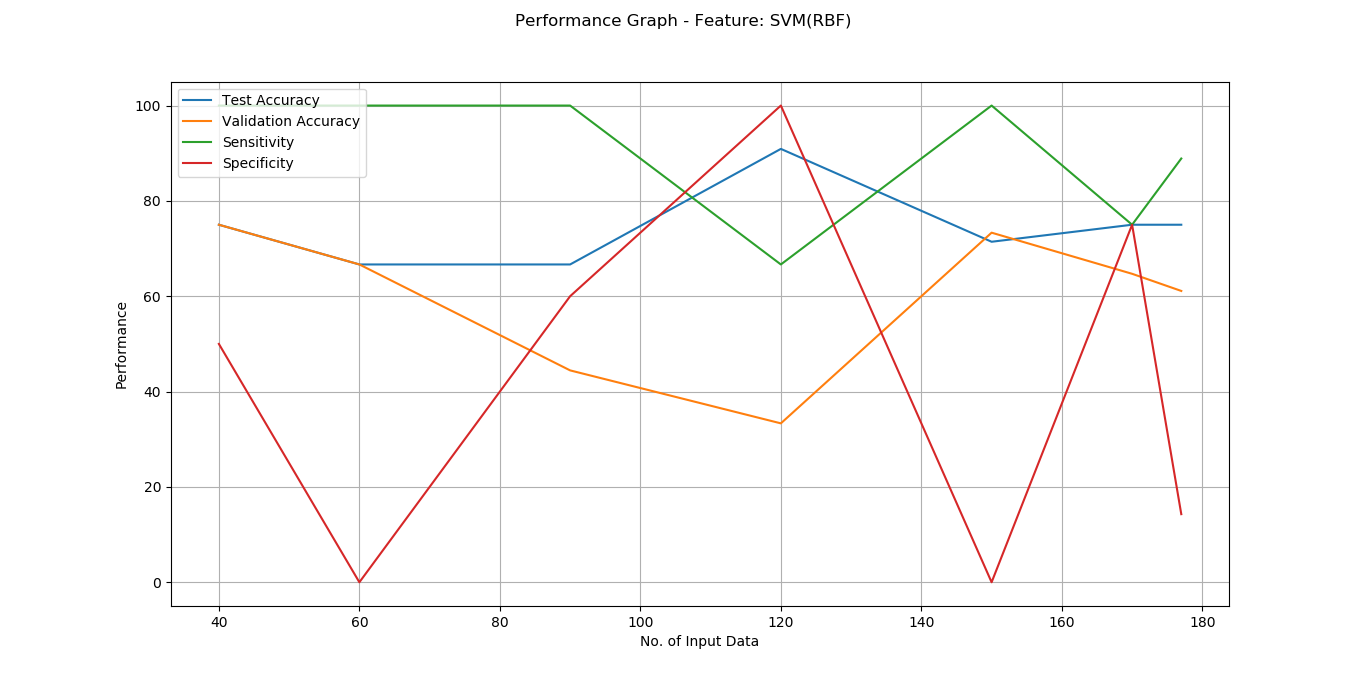 Performance Graph - Feature: SVM(RBF)
Test Accuracy
Validation Accuracy
Sensitivity
Specificity
100
80
60
40
20
0
Performance
40 60 80 100 120 140 160 180
No. of Input Data